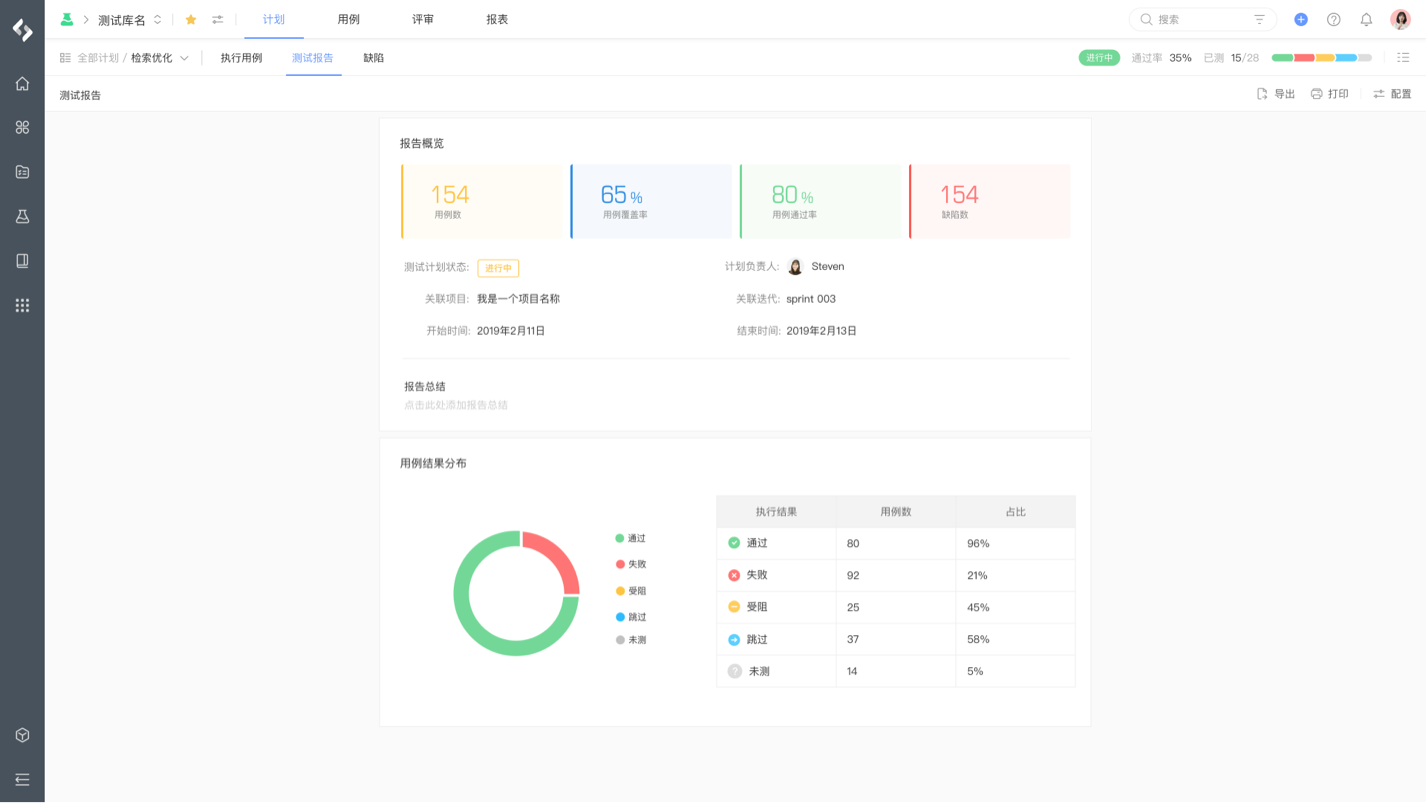 测试库名 计划 用例 评审 报表 搜索
全部计划 / 检索优化 执行用例 测试报告 缺陷 进行中 通过率 35% 已测 15/28
测试报告 导出 打印 配置
报告概览
154 65 % 80 % 154
用例数 用例覆盖率 用例通过率 缺陷数
测试计划状态: 进行中 计划负责人: Steven
关联项目: 我是一个项目名称 关联迭代: sprint 003
开始时间: 2019年2月11日 结束时间: 2019年2月13日
报告总结
点击此处添加报告总结
用例结果分布
通过
失败
受阻
跳过
未测
执行结果 用例数 占比
通过 80 96%
失败 92 21%
受阻 25 45%
跳过 37 58%
未测 14 5%